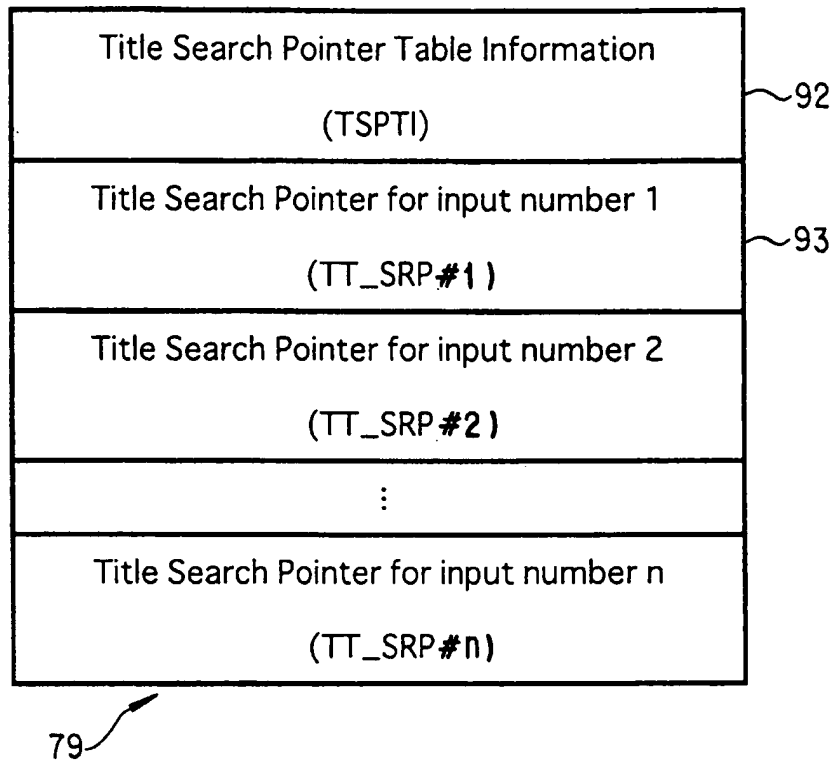 Title Search Pointer Table Information
(TSPTI)
92
Title Search Pointer for input number 1
(TT_SRP#1)
93
Title Search Pointer for input number 2
(TT_SRP#2)
⋮
Title Search Pointer for input number n
(TT_SRP#n)
79